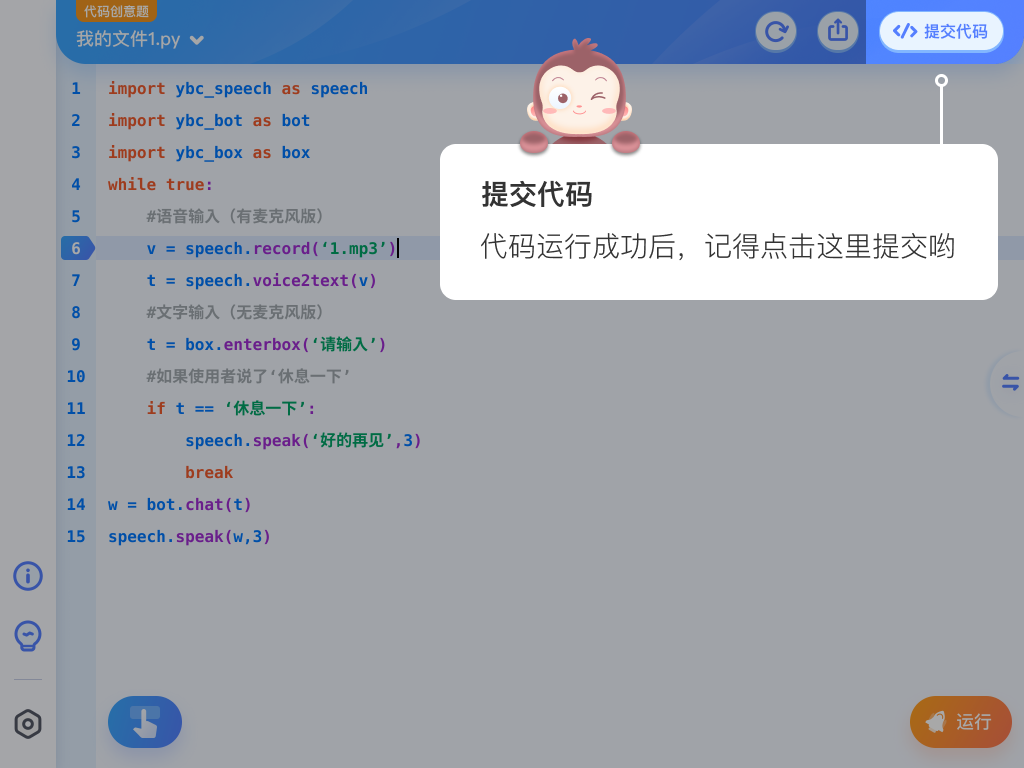 代码创意题
我的文件1.py
</> 提交代码
1 import ybc_speech as speech
2 import ybc_bot as bot
3 import ybc_box as box
4 while true:
5 #语音输入（有麦克风版）
6 v = speech.record(‘1.mp3’)
7 t = speech.voice2text(v)
8 #文字输入（无麦克风版）
9 t = box.enterbox(‘请输入’)
10 #如果使用者说了‘休息一下’
11 if t == ‘休息一下’:
12 speech.speak(‘好的再见’,3)
13 break
14 w = bot.chat(t)
15 speech.speak(w,3)
提交代码
代码运行成功后，记得点击这里提交哟
运行